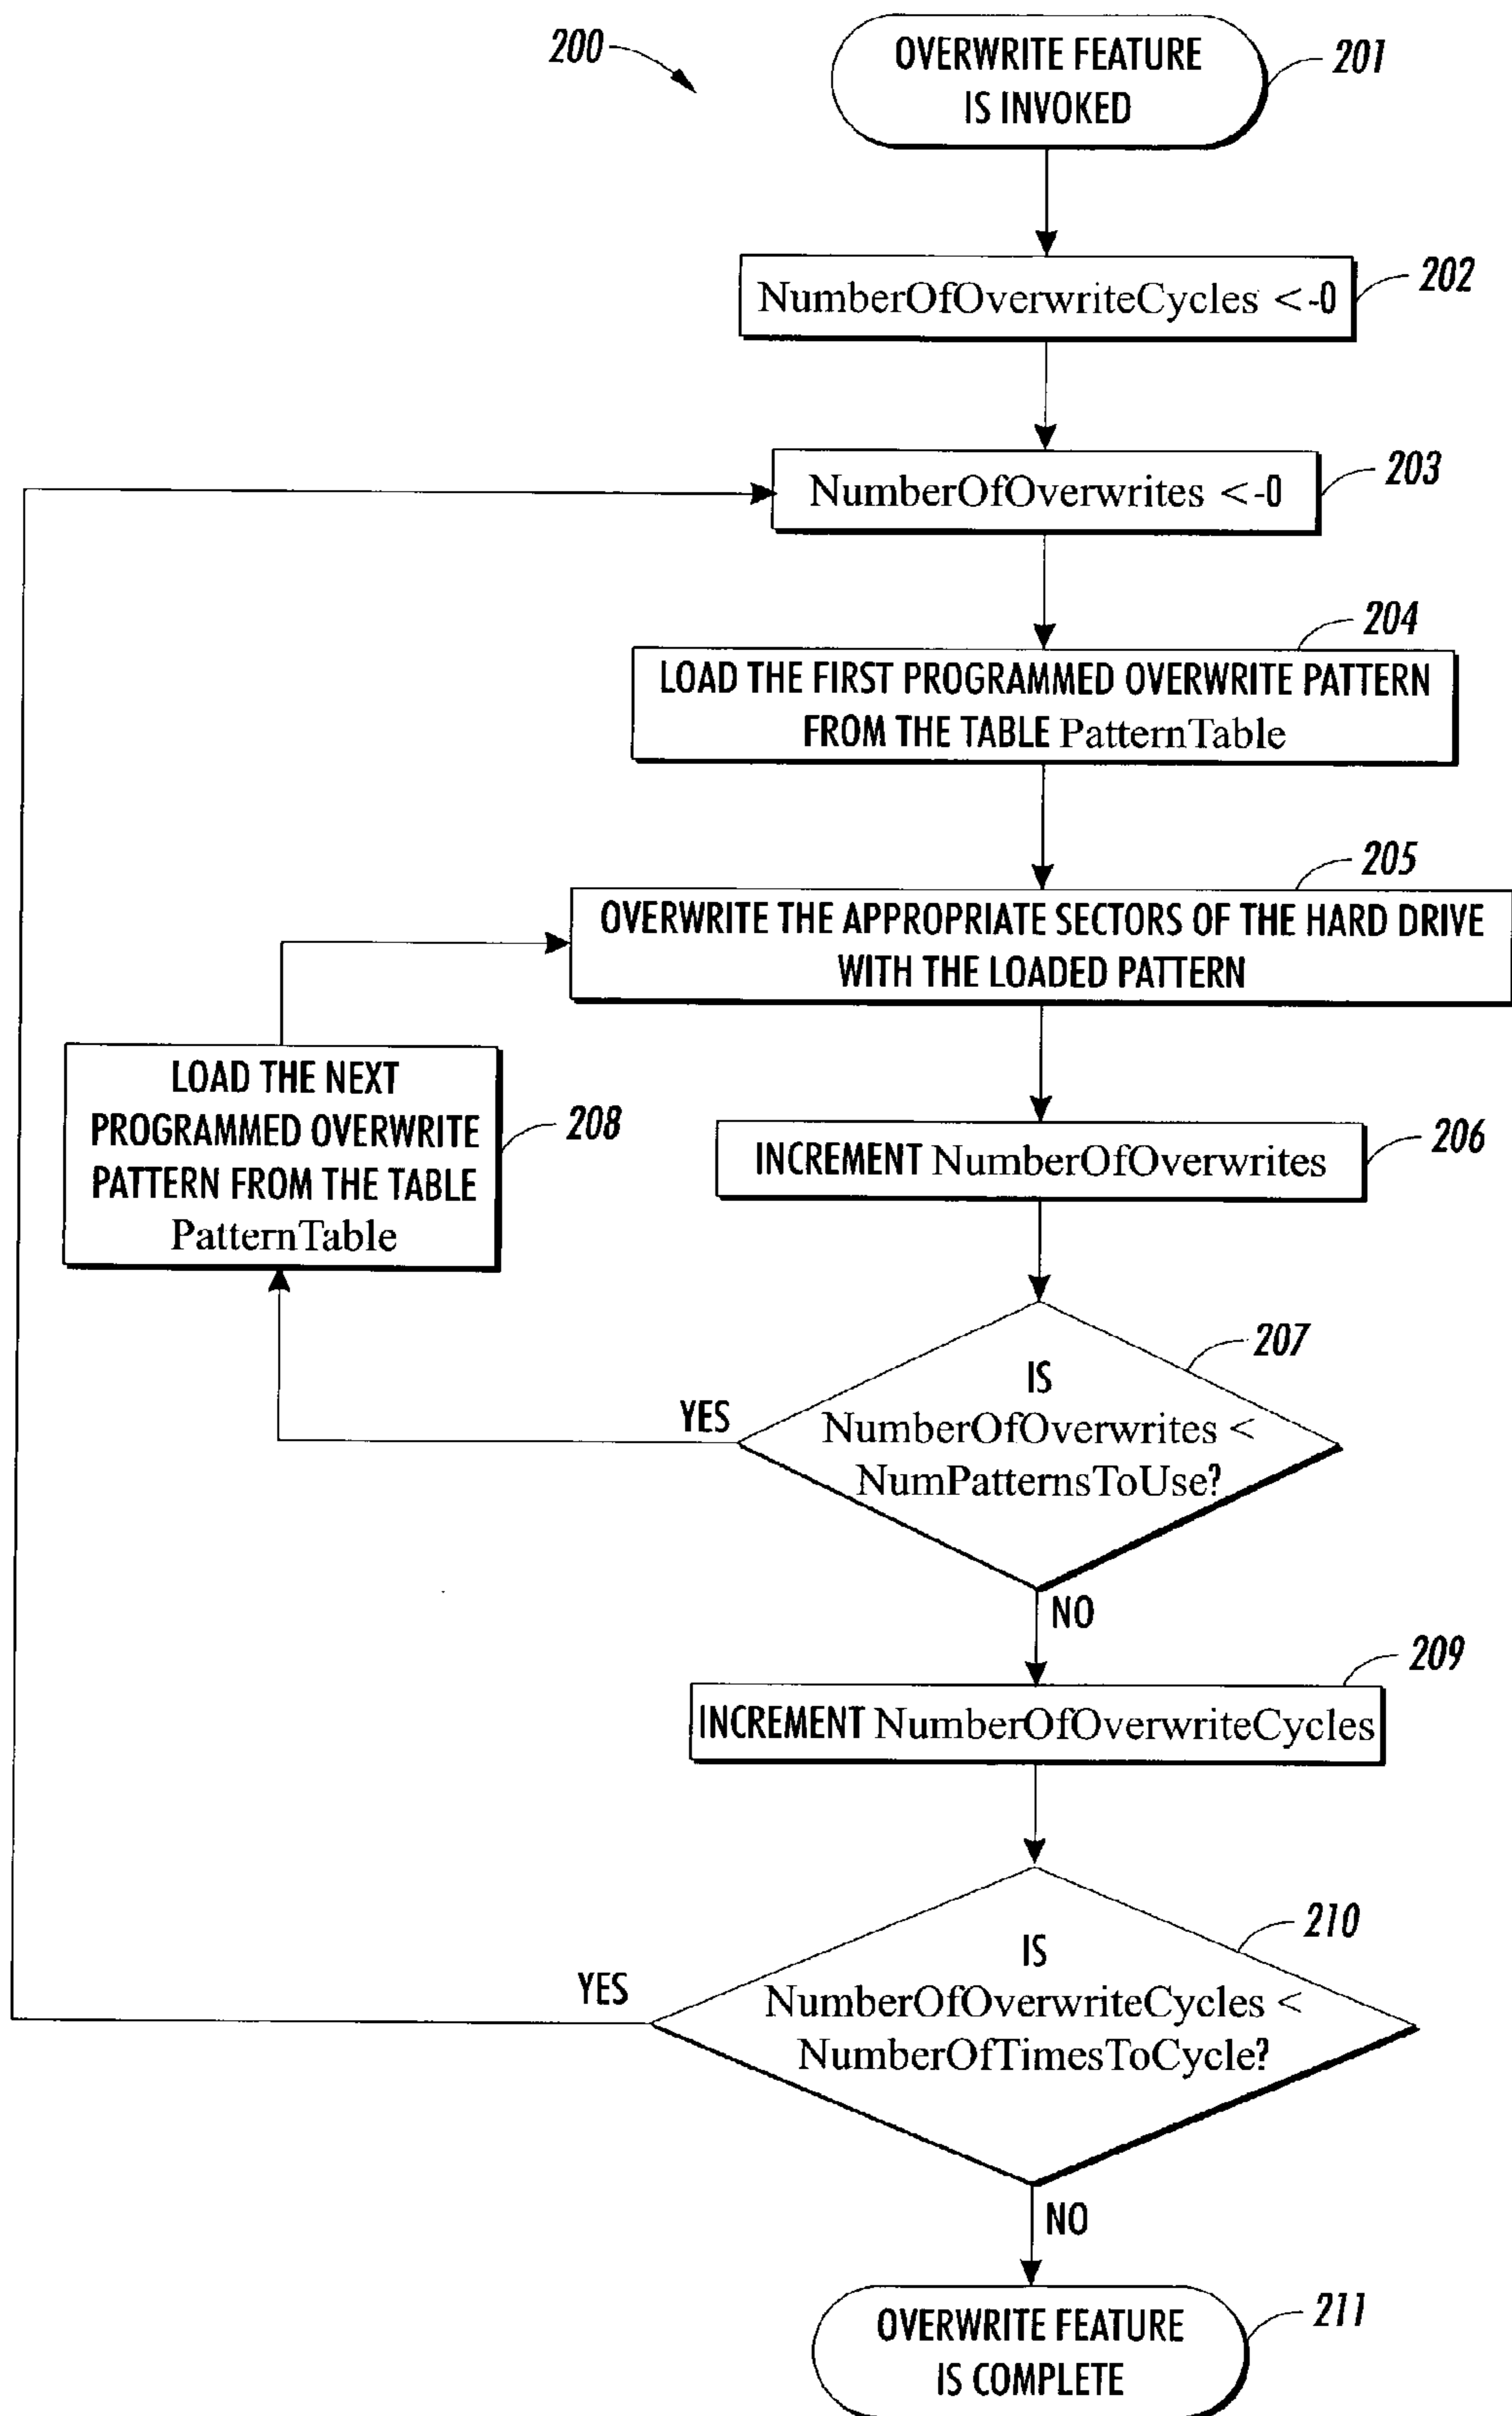 200
OVERWRITE FEATURE
IS INVOKED
201
NumberOfOverwriteCycles <-0
202
NumberOfOverwrites <-0
203
204
LOAD THE FIRST PROGRAMMED OVERWRITE PATTERN
FROM THE TABLE PatternTable
205
OVERWRITE THE APPROPRIATE SECTORS OF THE HARD DRIVE
WITH THE LOADED PATTERN
LOAD THE NEXT
PROGRAMMED OVERWRITE
PATTERN FROM THE TABLE
PatternTable
208
INCREMENT NumberOfOverwrites
206
207
IS
NumberOfOverwrites <
NumPatternsToUse?
YES
NO
209
INCREMENT NumberOfOverwriteCycles
210
IS
NumberOfOverwriteCycles <
NumberOfTimesToCycle?
YES
NO
OVERWRITE FEATURE
IS COMPLETE
211